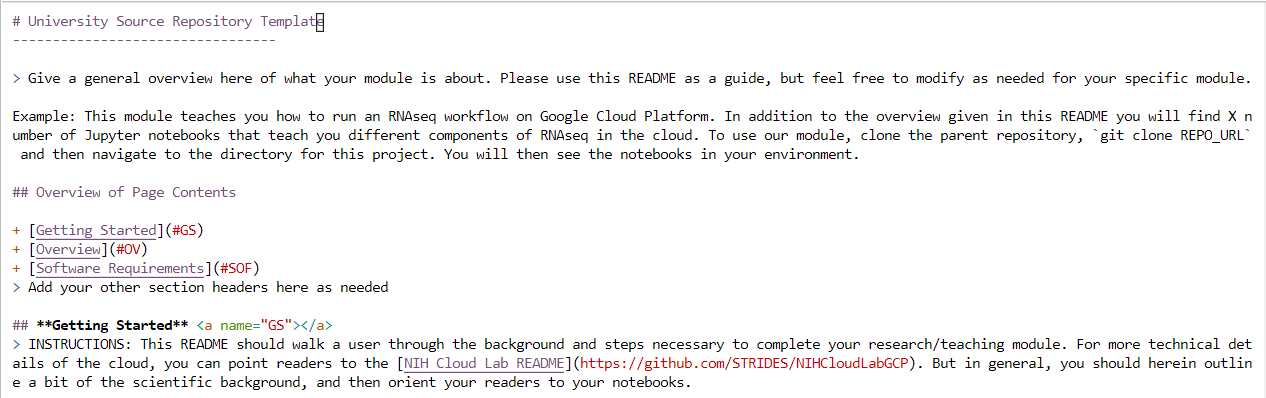 # University Source Repository Template
---------------------------------
> Give a general overview here of what your module is about. Please use this README as a guide, but feel free to modify as needed for your specific module.
Example: This module teaches you how to run an RNAseq workflow on Google Cloud Platform. In addition to the overview given in this README you will find X n
umber of Jupyter notebooks that teach you different components of RNAseq in the cloud. To use our module, clone the parent repository, `git clone REPO_URL`
and then navigate to the directory for this project. You will then see the notebooks in your environment.
## Overview of Page Contents
+ [Getting Started](#GS)
+ [Overview](#OV)
+ [Software Requirements](#SOF)
> Add your other section headers here as needed
## **Getting Started** <a name="GS"></a>
> INSTRUCTIONS: This README should walk a user through the background and steps necessary to complete your research/teaching module. For more technical det
ails of the cloud, you can point readers to the [NIH Cloud Lab README](https://github.com/STRIDES/NIHCloudLabGCP). But in general, you should herein outlin
e a bit of the scientific background, and then orient your readers to your notebooks.